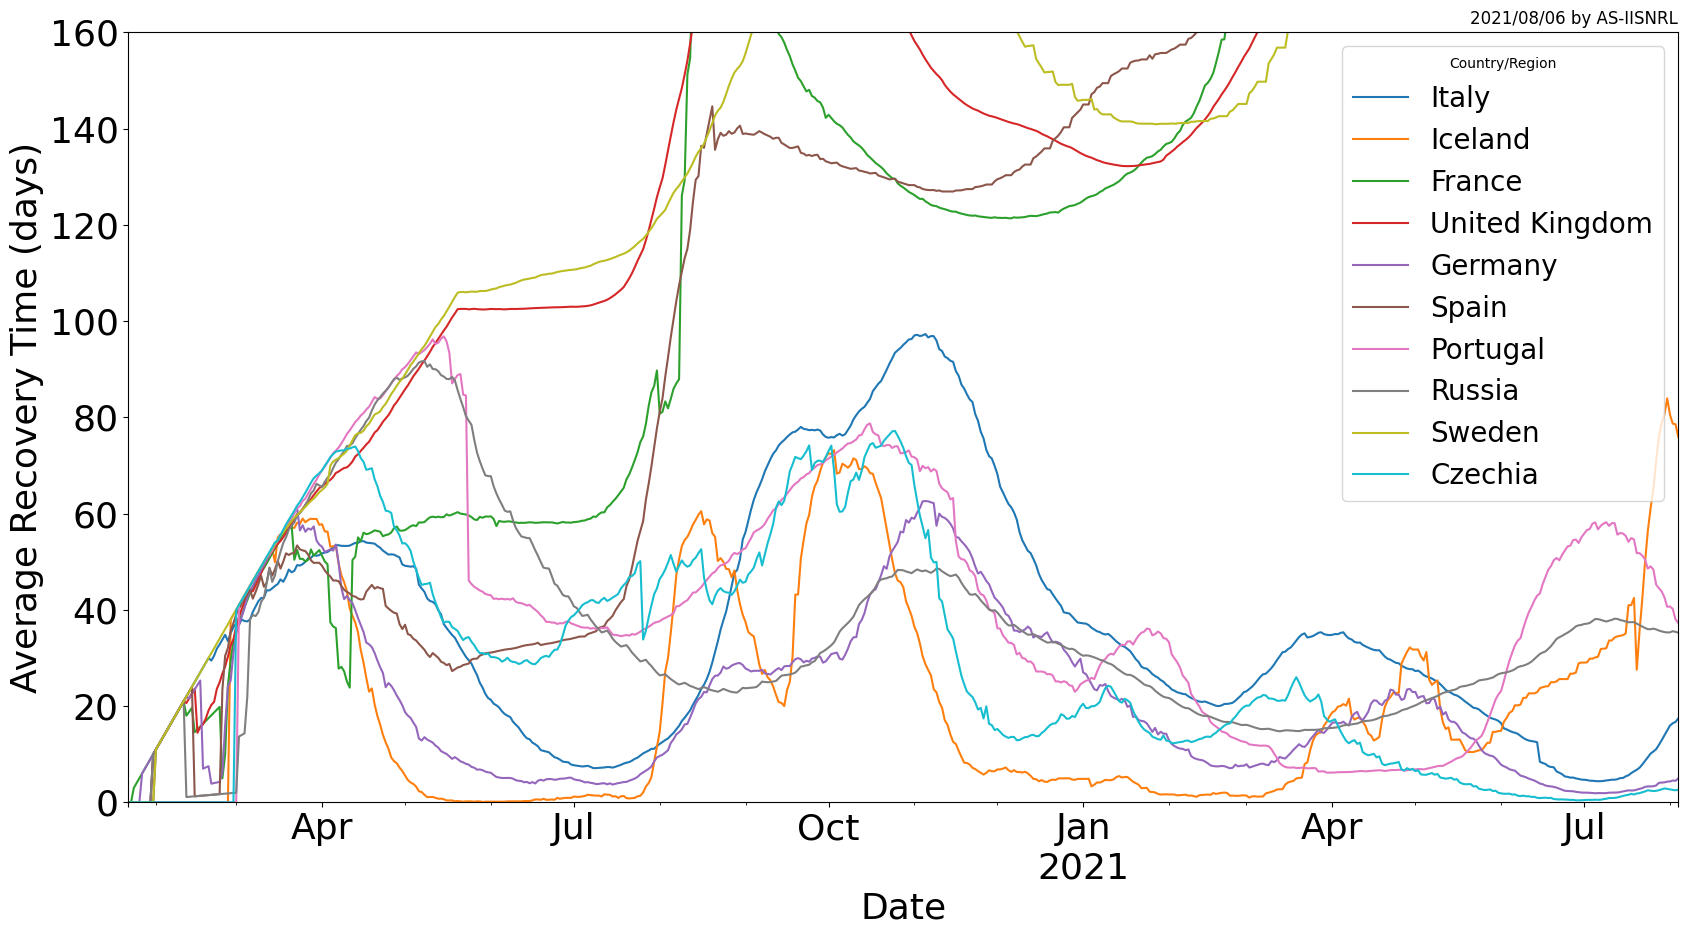 2021/08/06 by AS-IISNRL
160
140
120
100
80
60
40
20
0
Average Recovery Time (days)
Country/Region
Italy
Iceland
France
United Kingdom
Germany
Spain
Portugal
Russia
Sweden
Czechia
Apr
Jul
Oct
Jan
2021
Apr
Jul
Date